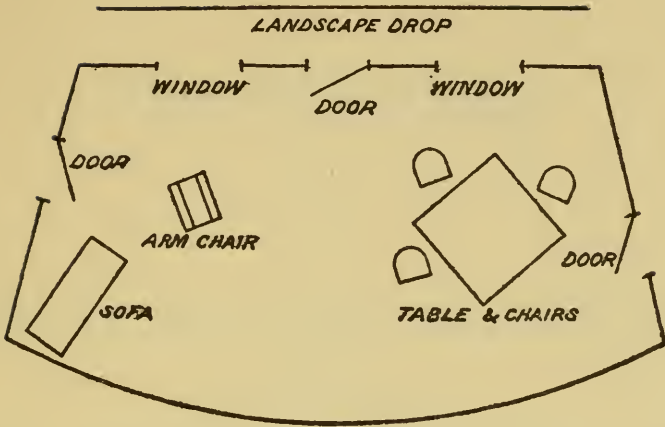 LANDSCAPE DROP
WINDOW
DOOR
WINDOW
DOOR
ARM CHAIR
DOOR
SOFA
TABLE & CHAIRS